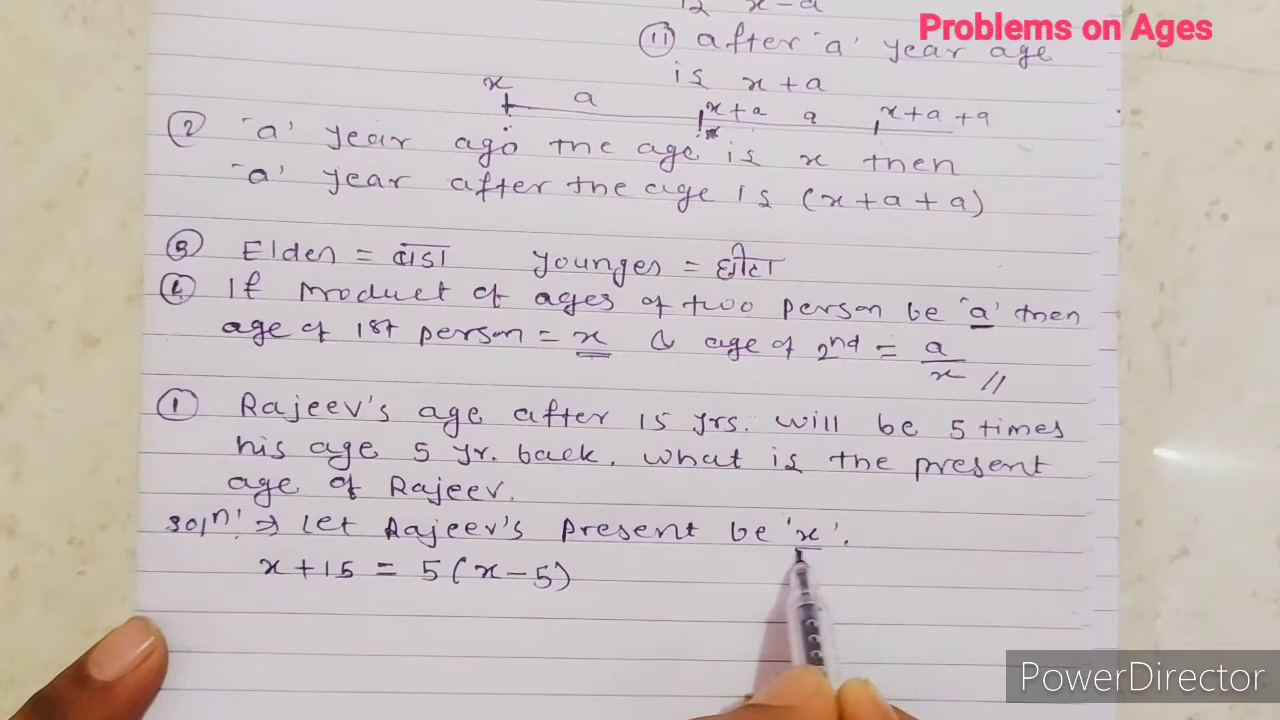 x-a
Problems on Ages
(ii) after 'a' year age
is x+a
x a x+a a x+a+a
② 'a' year ago the age is x then
'a' year after the age is (x+a+a)
③ Elder = बडा younger = छोटा
④ If Product of ages of two person be 'a' then
age of 1st person = x & age of 2nd = a/x //
① Rajeev's age after 15 yrs. will be 5 times
his age 5 yr. back. what is the present
age of Rajeev.
Soln: ⇒ Let Rajeev's Present be 'x'.
x+15 = 5(x-5)
PowerDirector